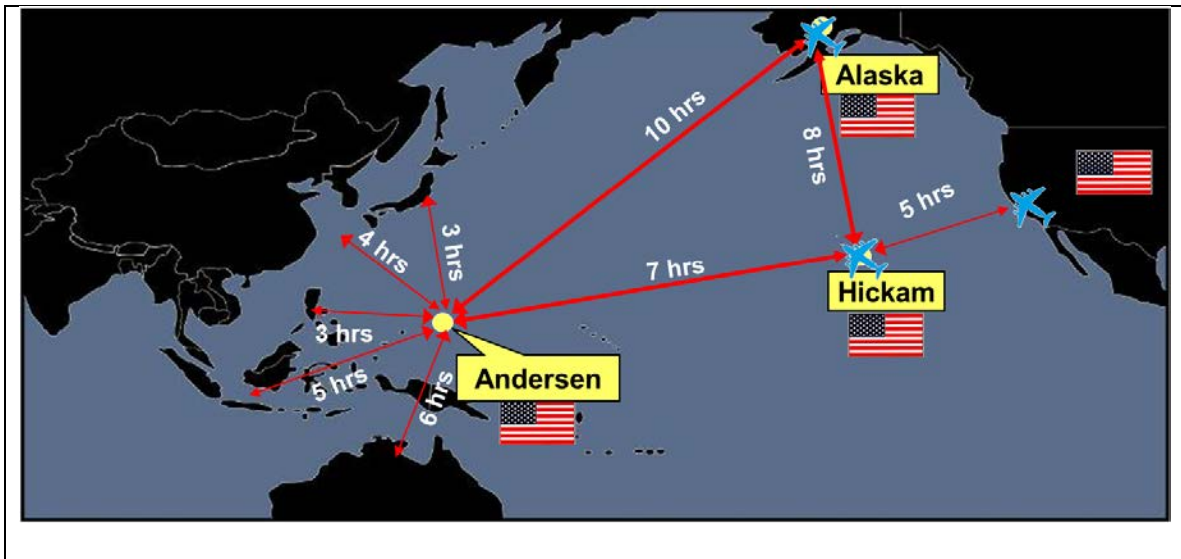 Alaska
10 hrs
8 hrs
5 hrs
4 hrs
3 hrs
7 hrs
Hickam
3 hrs
5 hrs
Andersen
6 hrs